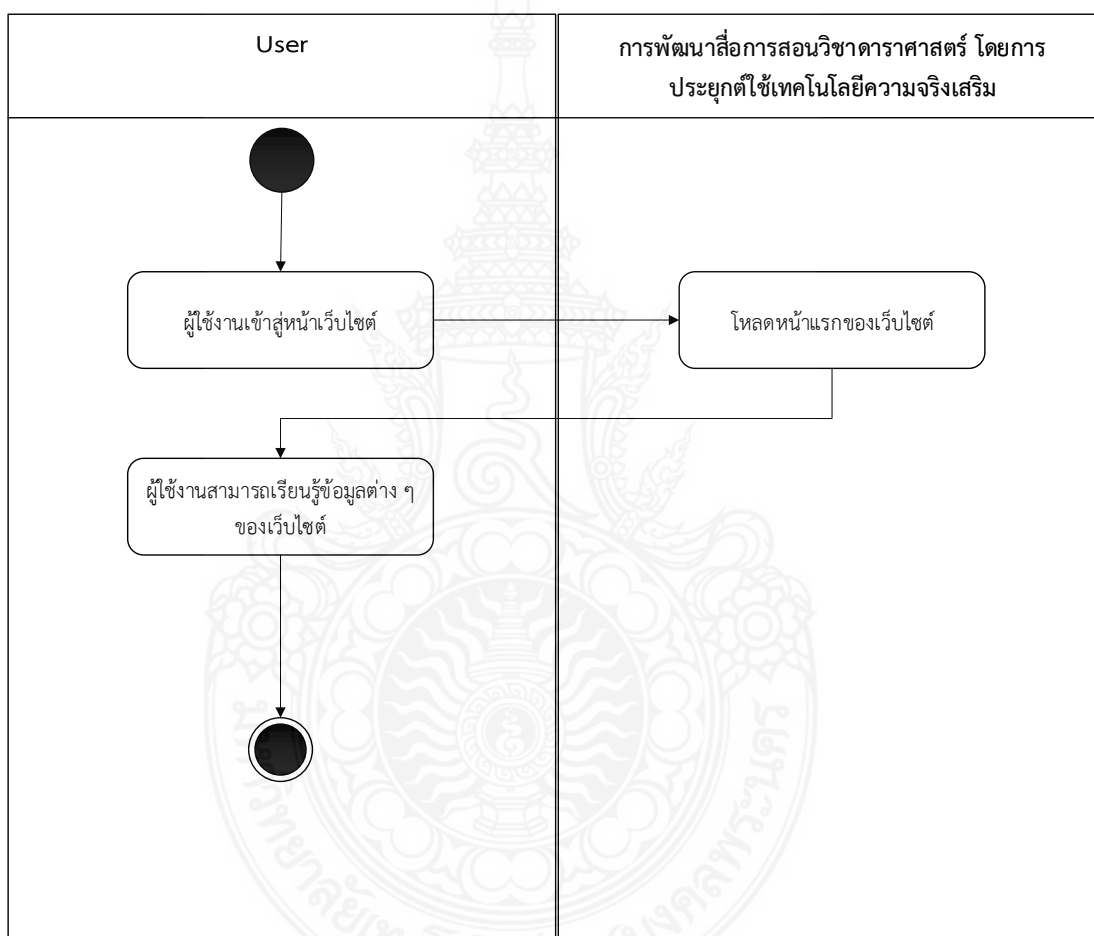 User
การพัฒนาสื่อการสอนวิชาดาราศาสตร์ โดยการ
ประยุกต์ใช้เทคโนโลยีความจริงเสริม
ผู้ใช้งานเข้าสู่หน้าเว็บไซต์
โหลดหน้าแรกของเว็บไซต์
ผู้ใช้งานสามารถเรียนรู้ข้อมูลต่าง ๆ
ของเว็บไซต์